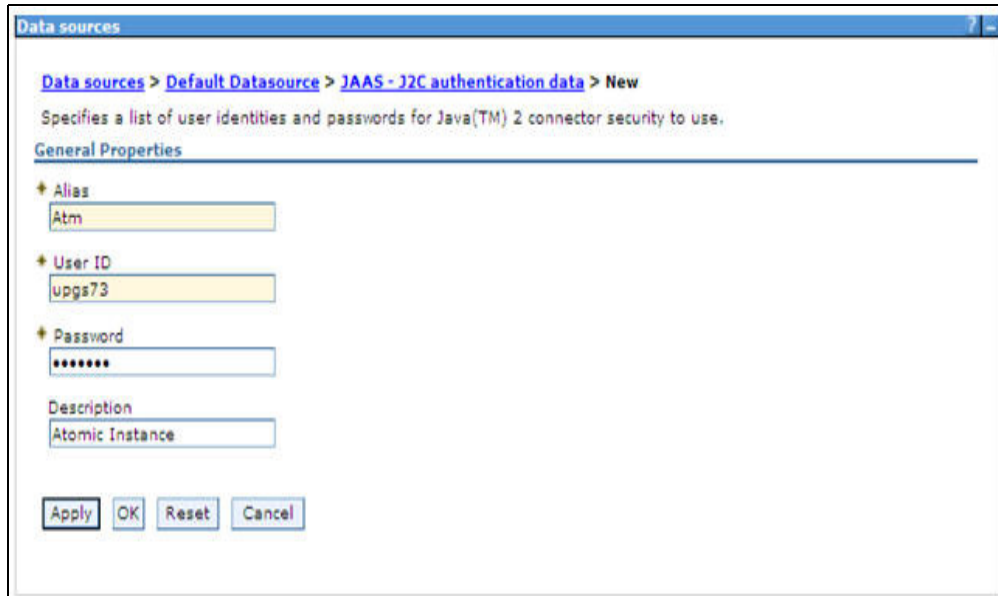 Data sources
? -
Data sources > Default Datasource > JAAS - J2C authentication data > New
Specifies a list of user identities and passwords for Java(TM) 2 connector security to use.
General Properties
Alias
Atm
User ID
upgs73
Password
•••••••
Description
Atomic Instance
Apply OK Reset Cancel